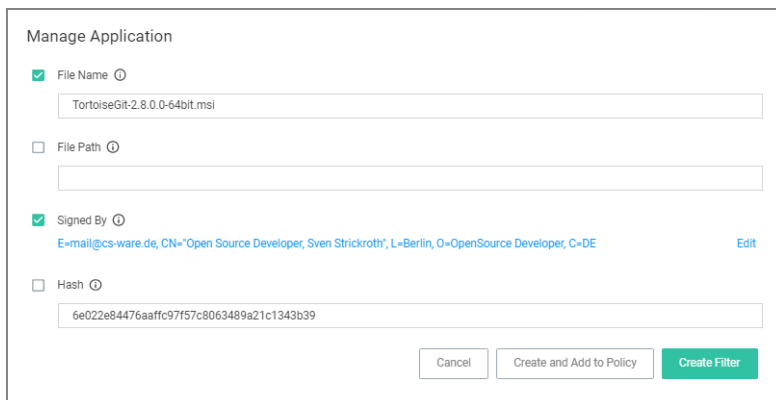 Manage Application
File Name
TortoiseGit-2.8.0.0-64bit.msi
File Path
Signed By
E=mail@cs-ware.de, CN="Open Source Developer, Sven Strickroth", L=Berlin, O=OpenSource Developer, C=DE Edit
Hash
6e022e84476aaffc97f57c8063489a21c1343b39
Cancel Create and Add to Policy Create Filter